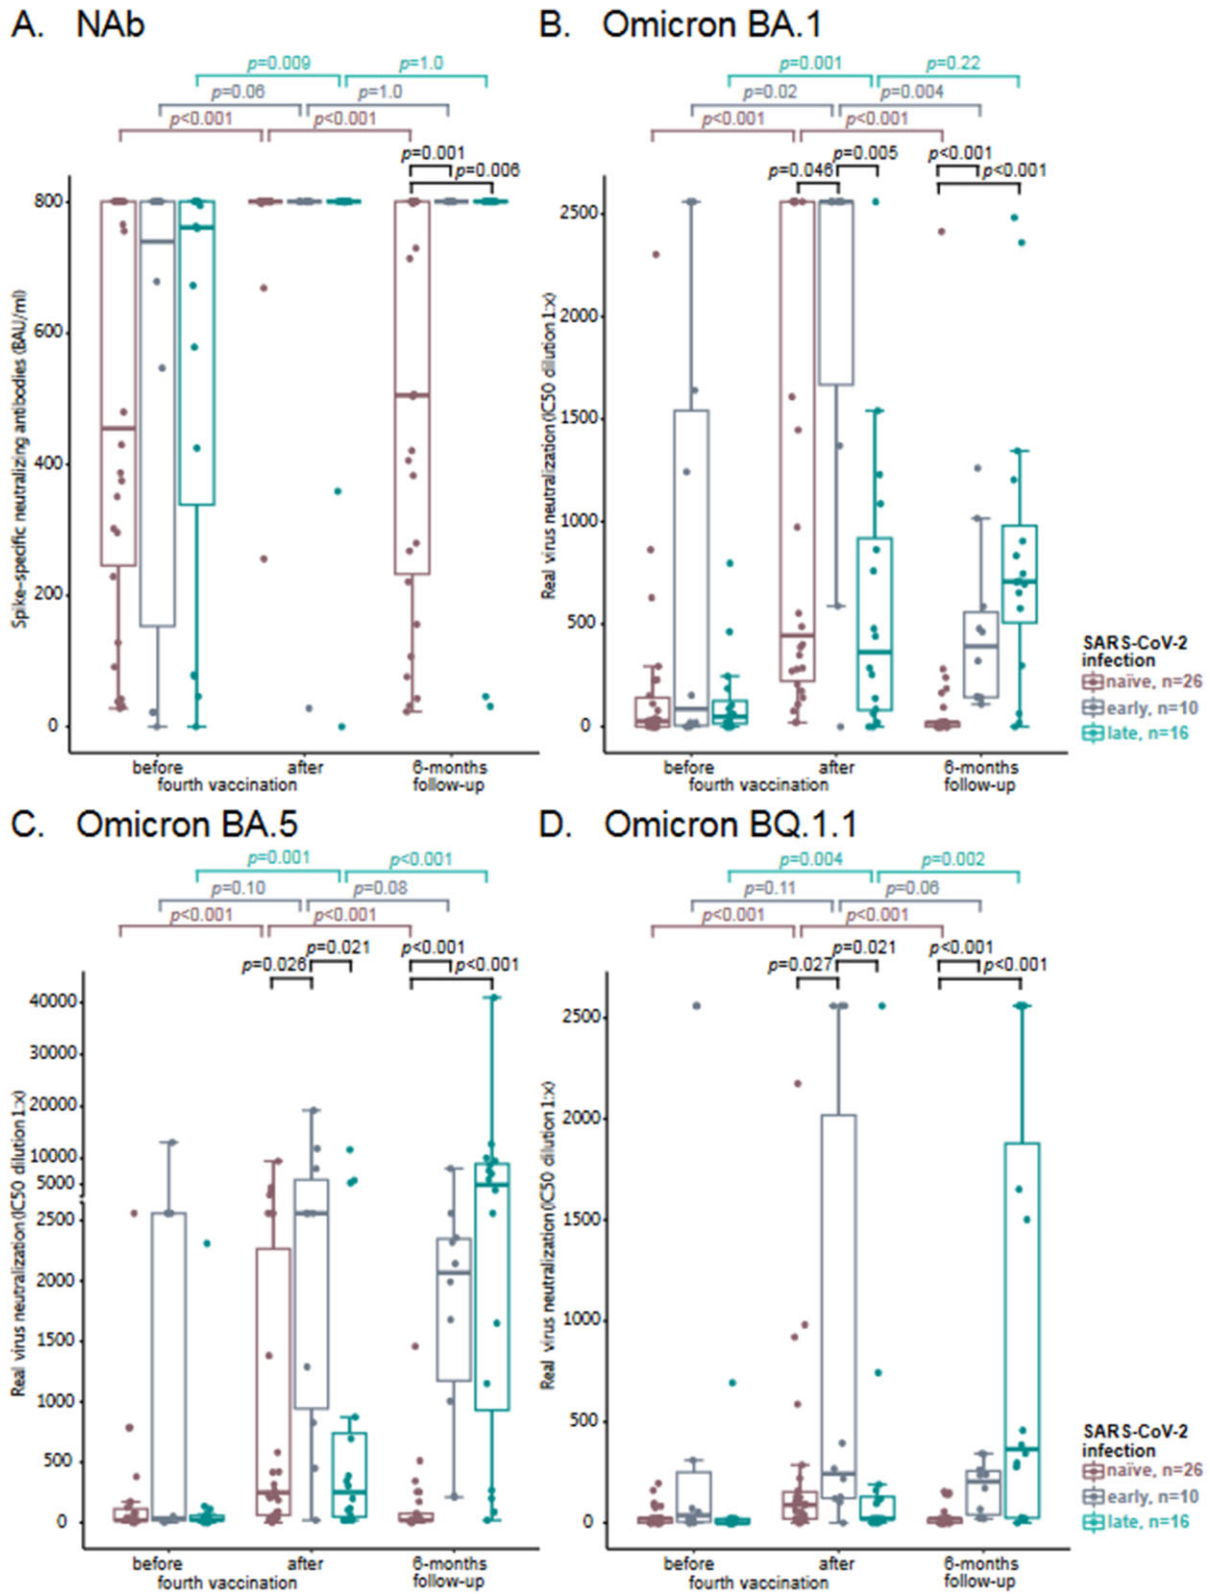 A. NAb
p=0.009
p=1.0
p=0.06
p=1.0
p<0.001
p<0.001
p=0.001
p=0.006
Spike-specific neutralizing antibodies (BAU/ml)
800
600
400
200
0
before
after
6-months
fourth vaccination
follow-up
B. Omicron BA.1
p=0.001
p=0.22
p=0.02
p=0.004
p<0.001
p<0.001
p=0.005
p<0.001
p=0.046
p<0.001
Real virus neutralization (IC50 dilution 1:x)
2500
2000
1500
1000
500
0
before
after
6-months
fourth vaccination
follow-up
SARS-CoV-2
infection
naïve, n=26
early, n=10
late, n=16
C. Omicron BA.5
p=0.001
p<0.001
p=0.10
p=0.08
p<0.001
p<0.001
p=0.021
p<0.001
p=0.026
p<0.001
Real virus neutralization (IC50 dilution 1:x)
40000
30000
20000
10000
5000
2500
2000
1500
1000
500
0
before
after
6-months
fourth vaccination
follow-up
D. Omicron BQ.1.1
p=0.004
p=0.002
p=0.11
p=0.06
p<0.001
p<0.001
p=0.021
p<0.001
p=0.027
p<0.001
Real virus neutralization (IC50 dilution 1:x)
2500
2000
1500
1000
500
0
before
after
6-months
fourth vaccination
follow-up
SARS-CoV-2
infection
naïve, n=26
early, n=10
late, n=16